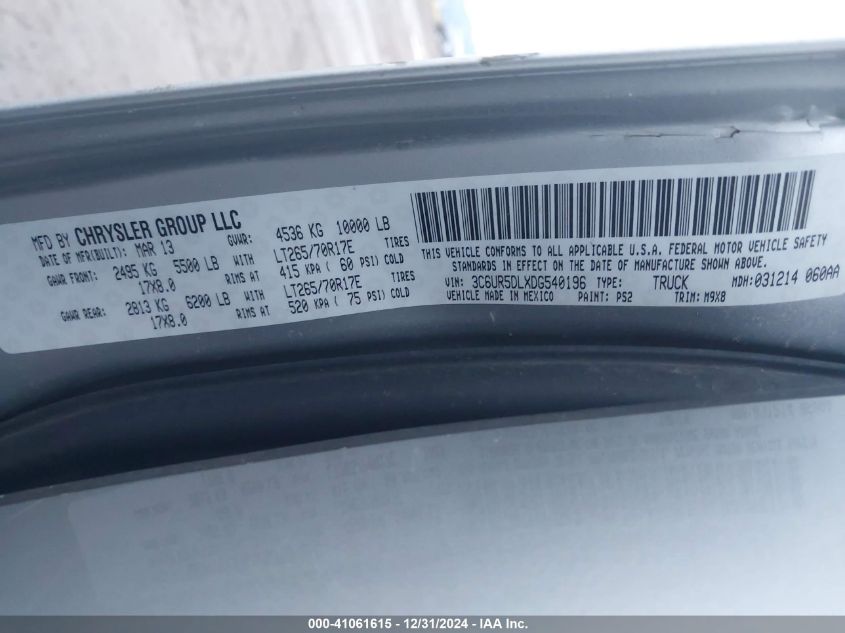 MFD BY CHRYSLER GROUP LLC
DATE OF MFR(BUILT): MAR 13 GVWR: 4536 KG 10000 LB
GAWR FRONT: 2495 KG 5500 LB WITH LT265/70R17E TIRES
17X8.0 RIMS AT 415 KPA ( 60 PSI) COLD
GAWR REAR: 2813 KG 6200 LB WITH LT265/70R17E TIRES
17X8.0 RIMS AT 520 KPA ( 75 PSI) COLD
THIS VEHICLE CONFORMS TO ALL APPLICABLE U.S.A. FEDERAL MOTOR VEHICLE SAFETY
STANDARDS IN EFFECT ON THE DATE OF MANUFACTURE SHOWN ABOVE.
VIN: 3C6UR5DLXDG540196 TYPE: TRUCK MDH:031214 060AA
VEHICLE MADE IN MEXICO PAINT: PS2 TRIM: M9X8
000-41061615 - 12/31/2024 - IAA Inc.